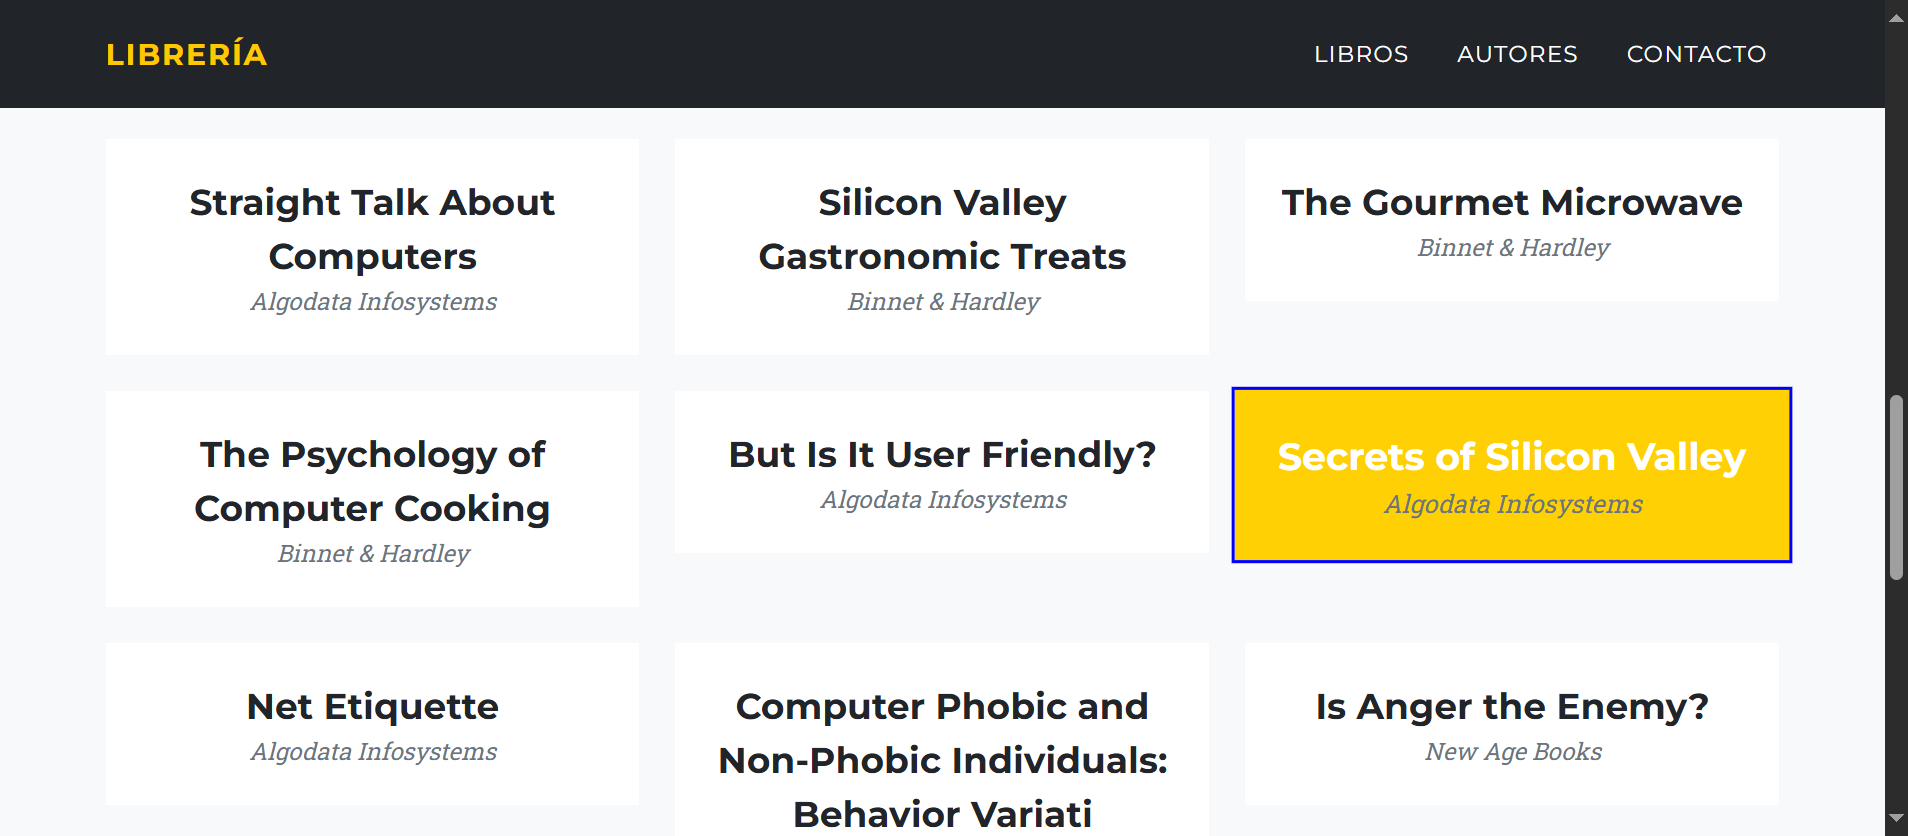 LIBRERÍA
LIBROS
AUTORES
CONTACTO
Straight Talk About
Computers
Algodata Infosystems
Silicon Valley
Gastronomic Treats
Binnet & Hardley
The Gourmet Microwave
Binnet & Hardley
The Psychology of
Computer Cooking
Binnet & Hardley
But Is It User Friendly?
Algodata Infosystems
Secrets of Silicon Valley
Algodata Infosystems
Net Etiquette
Algodata Infosystems
Computer Phobic and
Non-Phobic Individuals:
Behavior Variati
Is Anger the Enemy?
New Age Books